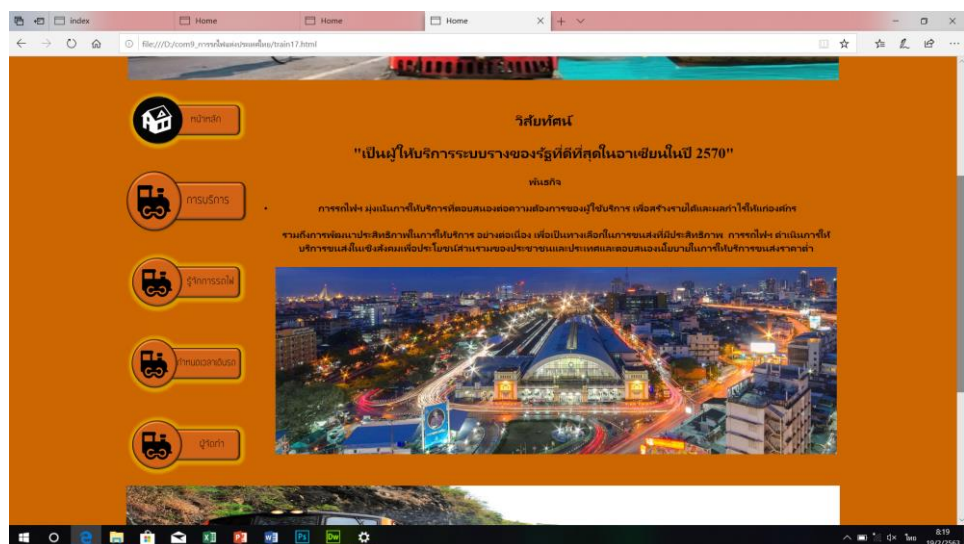 index
Home
Home
Home
file:///D:/com9_การรถไฟแห่งประเทศไทย/train17.html
หน้าหลัก
วิสัยทัศน์
"เป็นผู้ให้บริการระบบรางของรัฐที่ดีที่สุดในอาเซียนในปี 2570"
พันธกิจ
การบริการ
• การรถไฟฯ มุ่งเน้นการให้บริการที่ตอบสนองต่อความต้องการของผู้ใช้บริการ เพื่อสร้างรายได้และผลกำไรให้แก่องค์กร
รวมถึงการพัฒนาประสิทธิภาพในการให้บริการ อย่างต่อเนื่อง เพื่อเป็นทางเลือกในการขนส่งที่มีประสิทธิภาพ การรถไฟฯ ดำเนินการให้
บริการขนส่งในเชิงสังคมเพื่อประโยชน์ส่วนรวมของประชาชนและประเทศและตอบสนองนโยบายในการให้บริการขนส่งราคาต่ำ
รู้จักการรถไฟ
กำหนดเวลาเดินรถ
ผู้จัดทำ
Ps
Dw
ไทย
8:19
19/2/2563